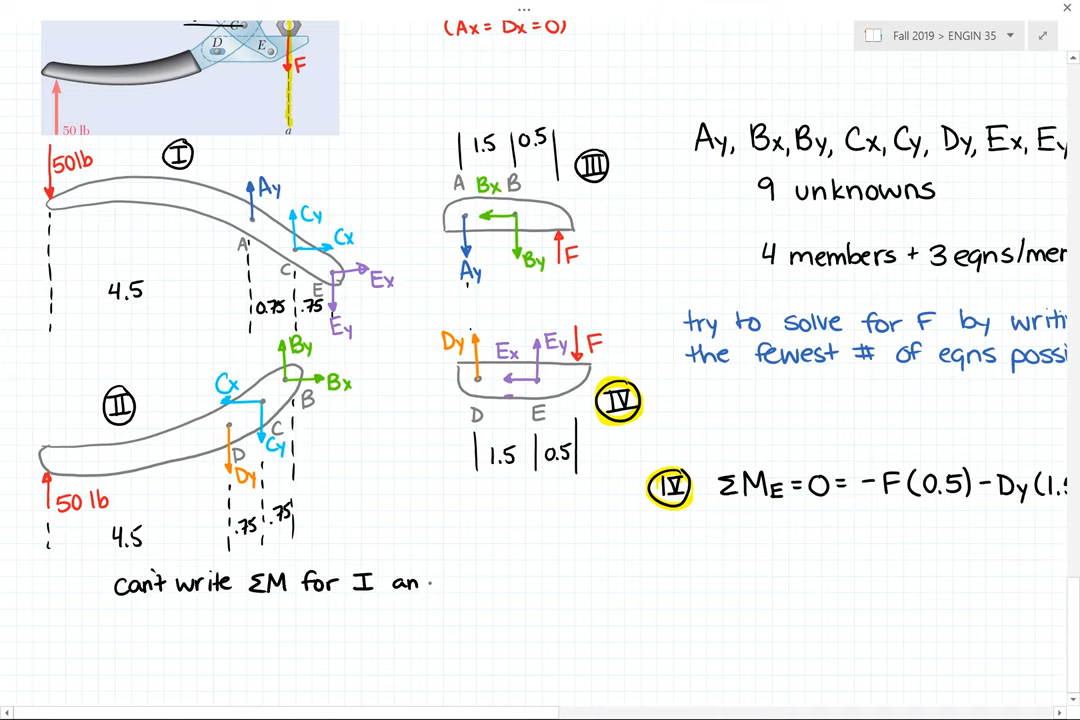 (Ax = Dx = 0)
Fall 2019 > ENGIN 35
D
E
F
50 lb
a
I
50lb
Ay
Cy
Cx
A
C
E
Ex
Ey
4.5
0.75
.75
1.5
0.5
III
A
Bx
B
Ay
By
F
Ay, Bx, By, Cx, Cy, Dy, Ex, Ey
9 unknowns
4 members + 3 eqns/mem
try to solve for F by writi
the fewest # of eqns possi
II
By
Bx
B
Cx
C
Cy
D
Dy
50 lb
4.5
.75
.75
Dy
Ex
Ey
F
D
E
IV
1.5
0.5
IV ΣME = 0 = -F(0.5) - Dy(1.5
can't write ΣM for I an